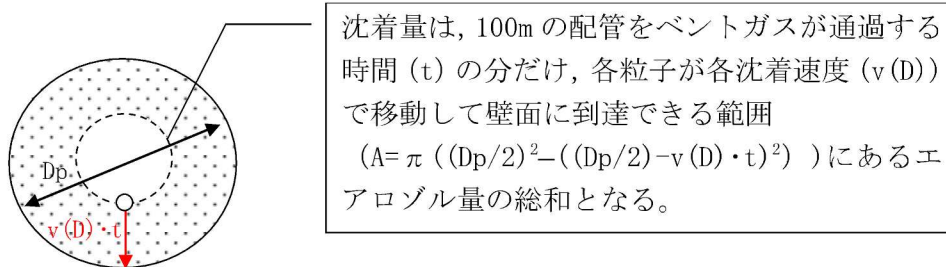 沈着量は, 100m の配管をベントガスが通過する
時間 (t) の分だけ, 各粒子が各沈着速度 (v(D))
で移動して壁面に到達できる範囲
（A=π((Dp/2)²−((Dp/2)−v(D)・t)²) ）にあるエ
アロゾル量の総和となる。
Dp
v(D)・t